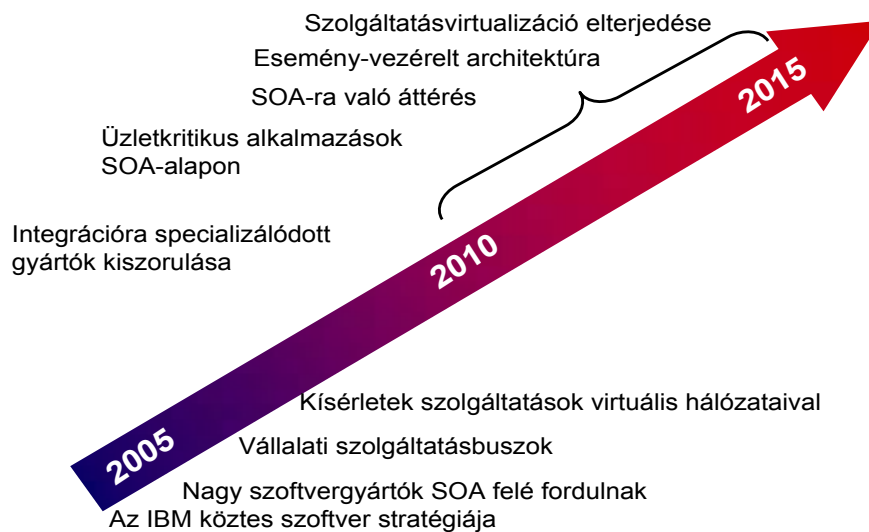 Szolgáltatásvirtualizáció elterjedése
Esemény-vezérelt architektúra
SOA-ra való áttérés
2015
Üzletkritikus alkalmazások
SOA-alapon
Integrációra specializálódott
gyártók kiszorulása
2010
Kísérletek szolgáltatások virtuális hálózataival
2005
Vállalati szolgáltatásbuszok
Nagy szoftvergyártók SOA felé fordulnak
Az IBM köztes szoftver stratégiája